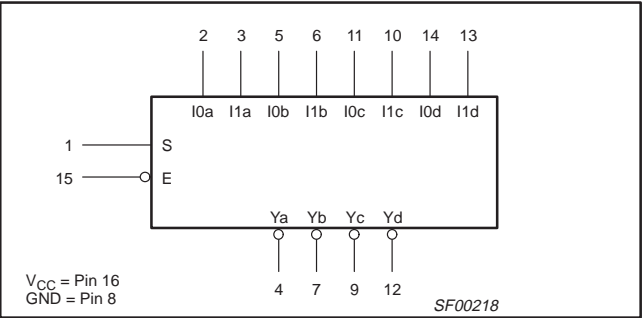 2 3 5 6 11 10 14 13
I0a I1a I0b I1b I0c I1c I0d I1d
1 S
15 E
Ya Yb Yc Yd
4 7 9 12
VCC = Pin 16
GND = Pin 8
SF00218